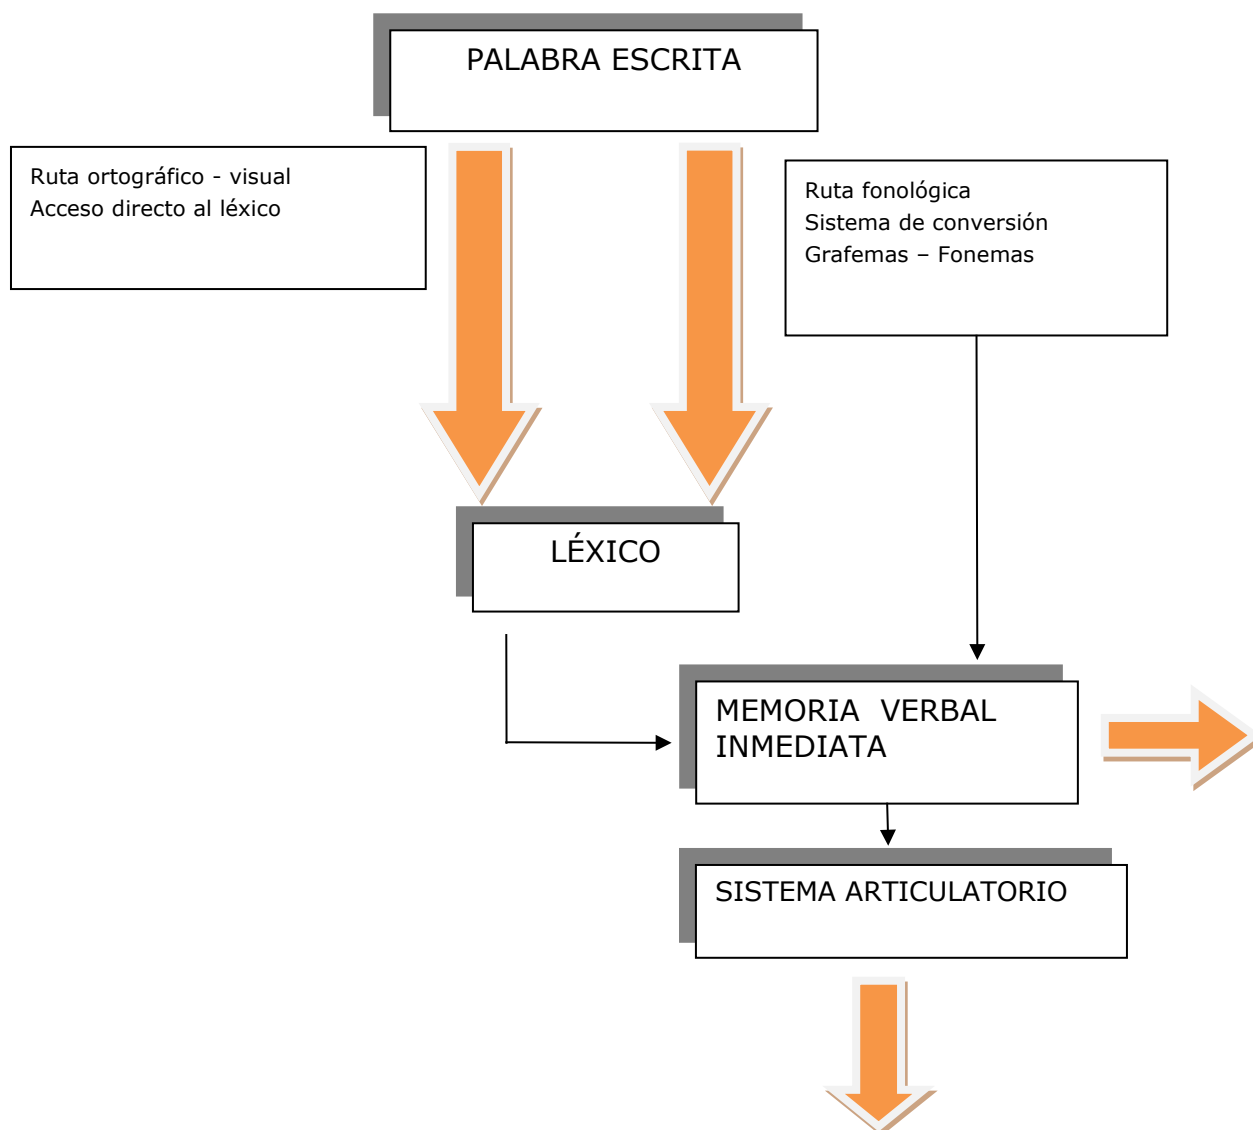 PALABRA ESCRITA
Ruta ortográfico - visual
Acceso directo al léxico
Ruta fonológica
Sistema de conversión
Grafemas – Fonemas
LÉXICO
MEMORIA VERBAL
INMEDIATA
SISTEMA ARTICULATORIO